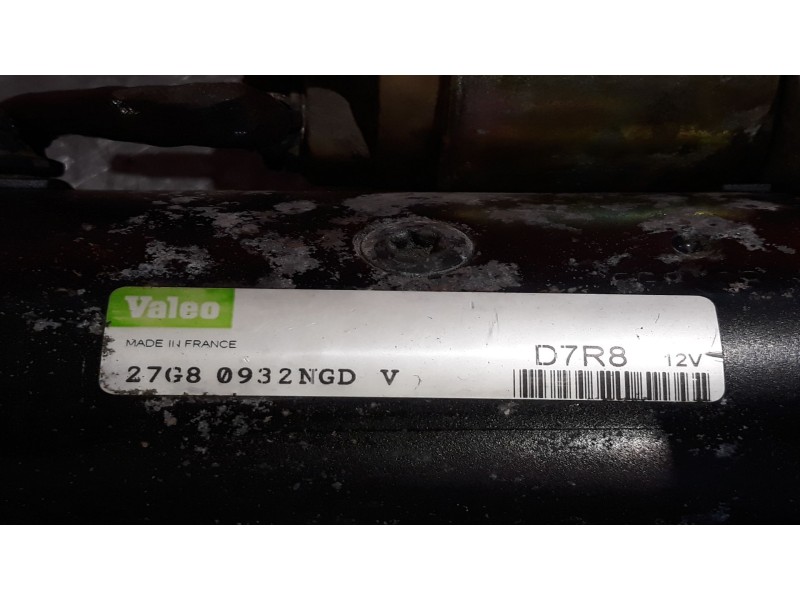 Valeo
MADE IN FRANCE
D7R8 12V
27G8 0932NGD V